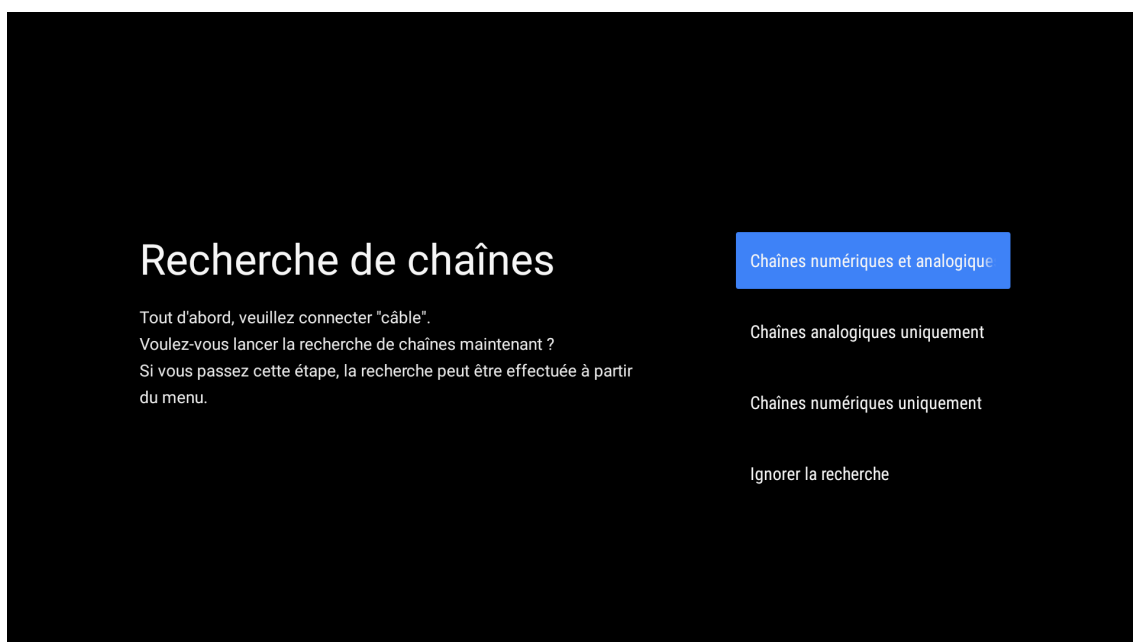 Recherche de chaînes
Tout d'abord, veuillez connecter "câble".
Voulez-vous lancer la recherche de chaînes maintenant ?
Si vous passez cette étape, la recherche peut être effectuée à partir
du menu.
Chaînes numériques et analogique
Chaînes analogiques uniquement
Chaînes numériques uniquement
Ignorer la recherche